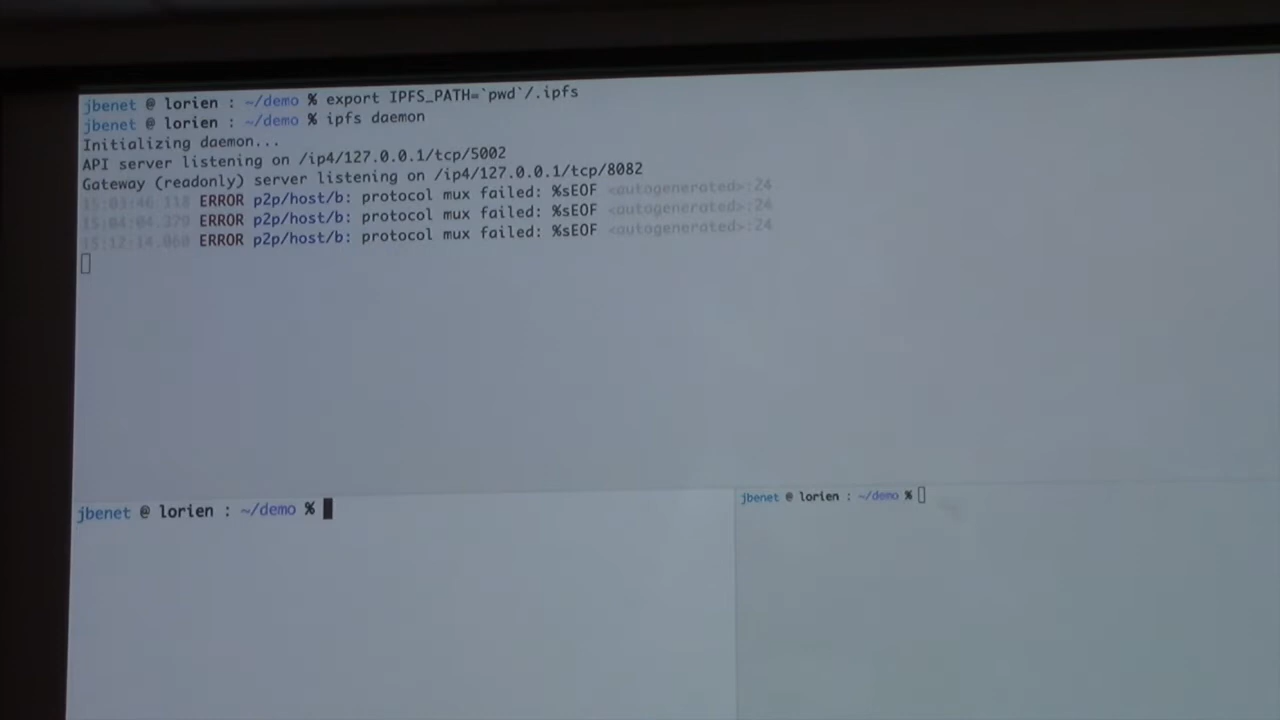 jbenet @ lorien : ~/demo % export IPFS_PATH=`pwd`/.ipfs
jbenet @ lorien : ~/demo % ipfs daemon
Initializing daemon...
API server listening on /ip4/127.0.0.1/tcp/5002
Gateway (readonly) server listening on /ip4/127.0.0.1/tcp/8082
ERROR p2p/host/b: protocol mux failed: %sEOF <autogenerated>:24
ERROR p2p/host/b: protocol mux failed: %sEOF <autogenerated>:24
ERROR p2p/host/b: protocol mux failed: %sEOF <autogenerated>:24
jbenet @ lorien : ~/demo %
jbenet @ lorien : ~/demo %